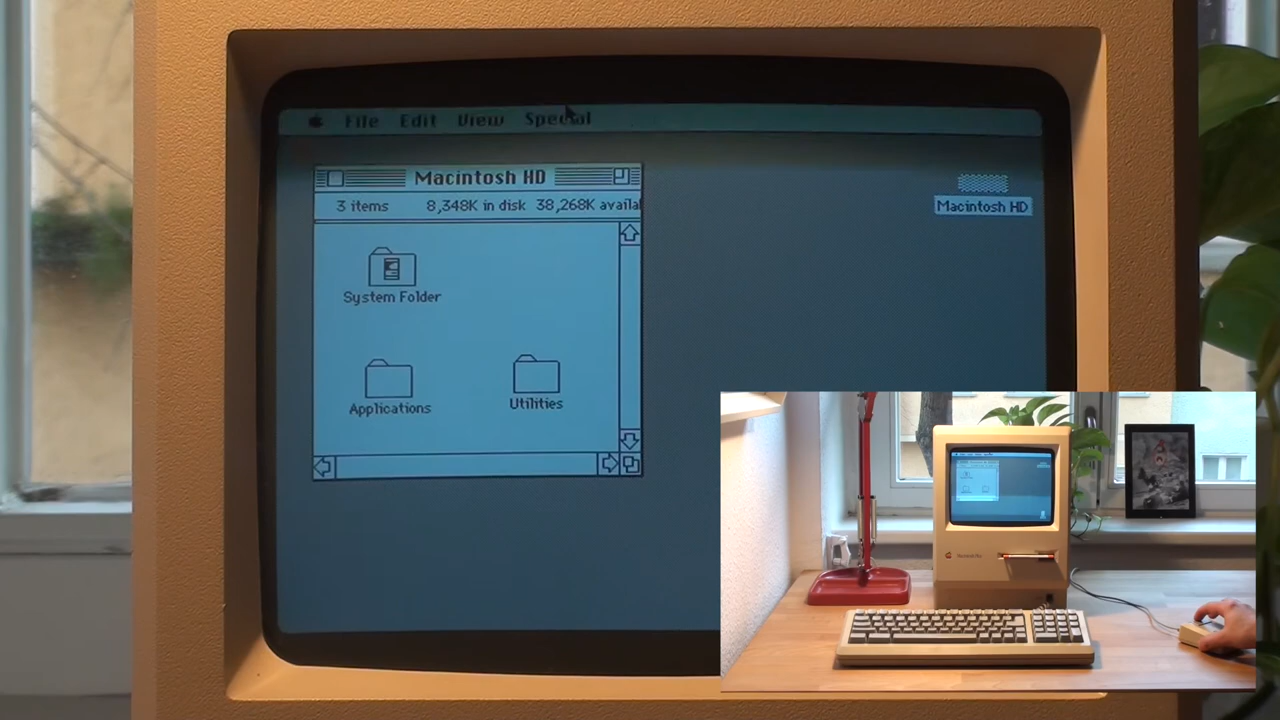 File Edit View Special
Macintosh HD
3 items 8,348K in disk 38,268K availa
Macintosh HD
System Folder
Applications
Utilities